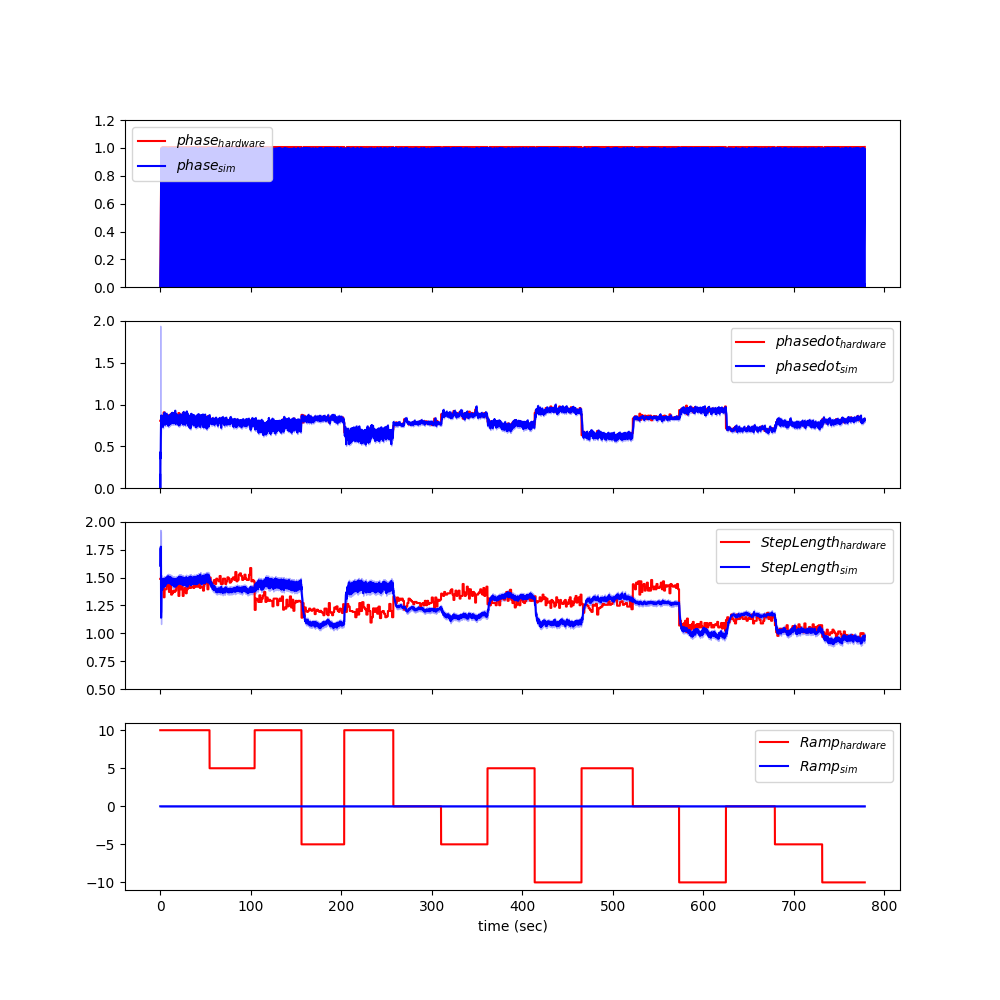 1.2
1.0
0.8
0.6
0.4
0.2
0.0
phase_hardware
phase_sim
2.0
1.5
1.0
0.5
0.0
phasedot_hardware
phasedot_sim
2.00
1.75
1.50
1.25
1.00
0.75
0.50
StepLength_hardware
StepLength_sim
10
5
0
−5
−10
Ramp_hardware
Ramp_sim
0 100 200 300 400 500 600 700 800
time (sec)